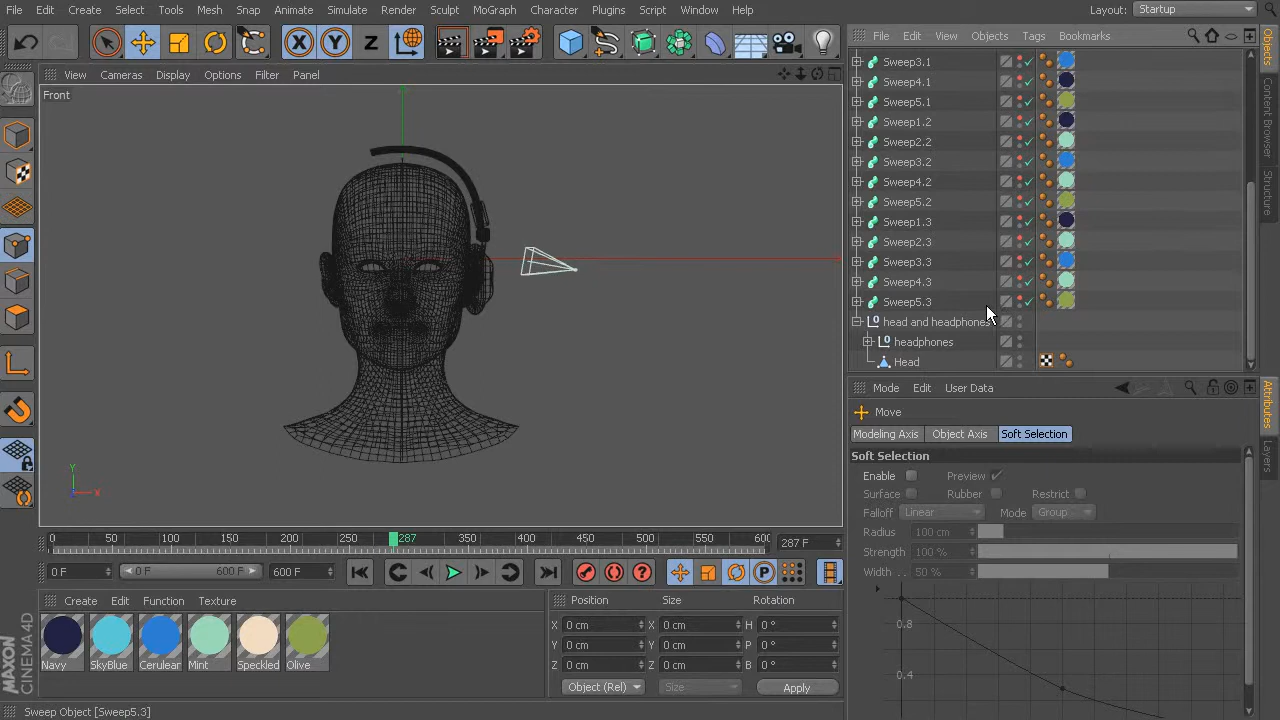 File Edit Create Select Tools Mesh Snap Animate Simulate Render Sculpt MoGraph Character Plugins Script Window Help Layout: Startup
X Y Z
File Edit View Objects Tags Bookmarks
View Cameras Display Options Filter Panel
Front
Y
X
Sweep3.1
Sweep4.1
Sweep5.1
Sweep1.2
Sweep2.2
Sweep3.2
Sweep4.2
Sweep5.2
Sweep1.3
Sweep2.3
Sweep3.3
Sweep4.3
Sweep5.3
head and headphones
headphones
Head
Objects
Content Browser
Structure
Mode Edit User Data
Move
Modeling Axis Object Axis Soft Selection
Soft Selection
Enable Preview
Surface Rubber Restrict
Falloff Linear Mode Group
Radius 100 cm
Strength 100 %
Width . . 50 %
0.8
0.4
Attributes
Layers
0 50 100 150 200 250 287 350 400 450 500 550 600 287 F
0 F 0 F 600 F 600 F
P
Create Edit Function Texture
Navy SkyBlue Cerulear Mint Speckled Olive
Position Size Rotation
X 0 cm X 0 cm H 0 °
Y 0 cm Y 0 cm P 0 °
Z 0 cm Z 0 cm B 0 °
Object (Rel) Size Apply
MAXON
CINEMA 4D
Sweep Object [Sweep5.3]